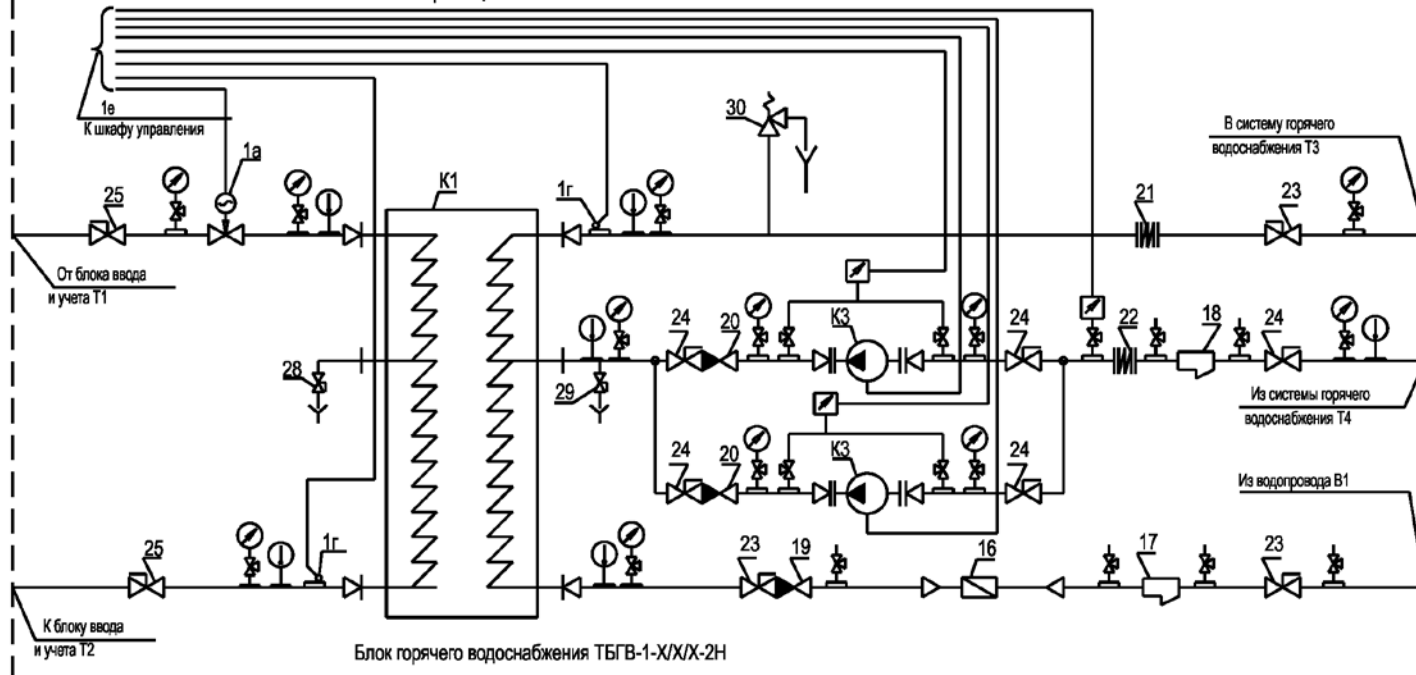 1е
К шкафу управления
1а
30
В систему горячего
водоснабжения Т3
25
К1
1г
21
23
От блока ввода
и учета Т1
24
20
К3
24
22
18
24
28
29
Из системы горячего
водоснабжения Т4
24
20
К3
24
Из водопровода В1
25
1г
23
19
16
17
23
К блоку ввода
и учета Т2
Блок горячего водоснабжения ТБГВ-1-Х/Х/Х-2Н